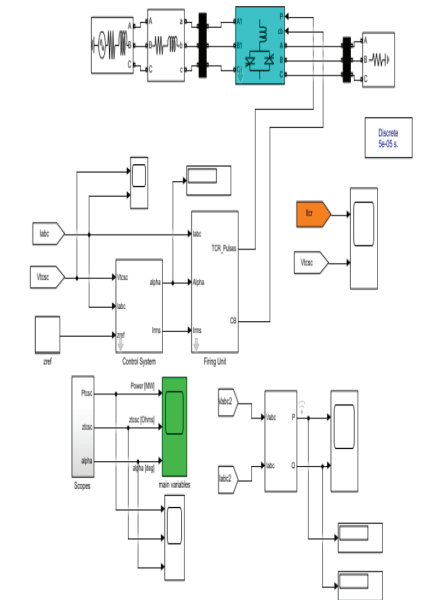 A
B
C
A
B
C
a
b
c
A1
B1
P
cb
A
B
C
A
B
C
Discrete
5e-05 s.
Itcr
Vtcsc
Iabc
Vtcsc
zref
Vtcsc
Iabc
zref
alpha
Irms
Control System
Iabc
Alpha
Irms
TCR_Pulses
CB
Firing Unit
Ptcsc
ztcsc
alpha
Scopes
Power [MW]
ztcsc [Ohms]
alpha [deg]
main variables
Vabc2
Iabc2
Vabc
Iabc
P
Q